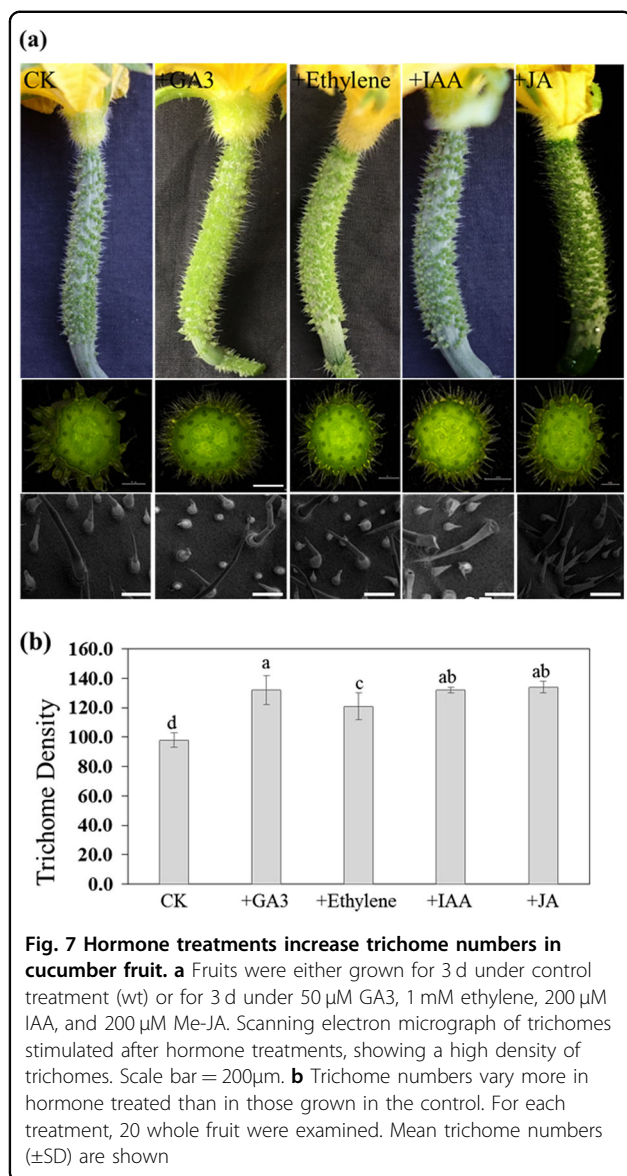 (a)
CK +GA3 +Ethylene +IAA +JA
(b)
160.0
140.0
120.0
100.0
80.0
60.0
40.0
20.0
0.0
Trichome Density
d a c ab ab
CK +GA3 +Ethylene +IAA +JA
Fig. 7 Hormone treatments increase trichome numbers in
cucumber fruit. a Fruits were either grown for 3 d under control
treatment (wt) or for 3 d under 50 μM GA3, 1 mM ethylene, 200 μM
IAA, and 200 μM Me-JA. Scanning electron micrograph of trichomes
stimulated after hormone treatments, showing a high density of
trichomes. Scale bar = 200μm. b Trichome numbers vary more in
hormone treated than in those grown in the control. For each
treatment, 20 whole fruit were examined. Mean trichome numbers
(±SD) are shown